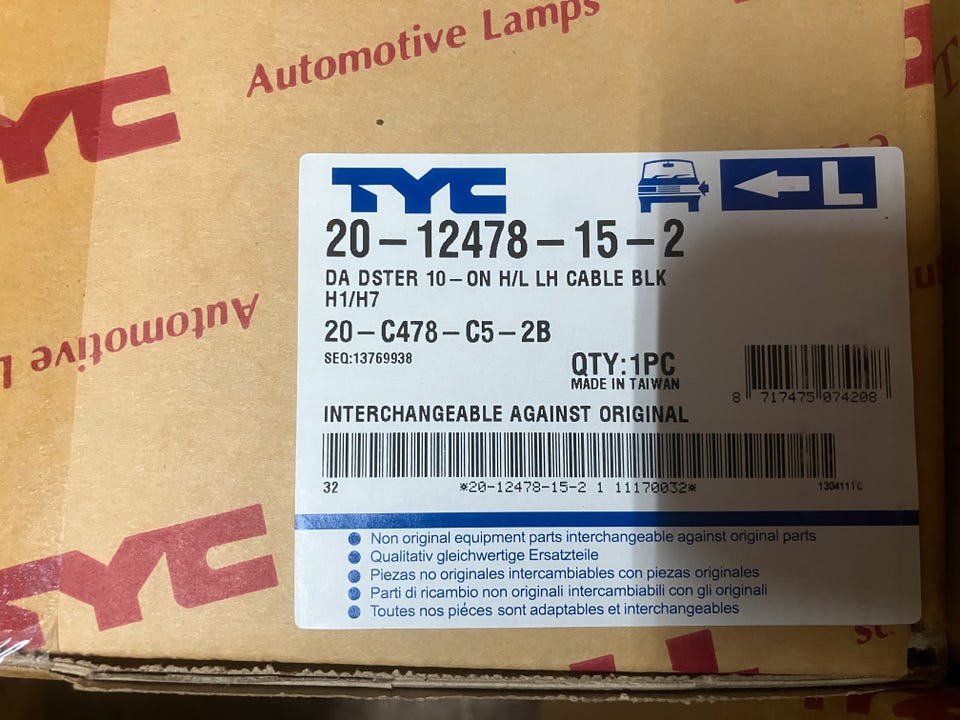 Automotive Lamps
TYC
TYC
L
20-12478-15-2
DA DSTER 10-ON H/L LH CABLE BLK
H1/H7
20-C478-C5-2B
SEQ:13769938
QTY:1PC
MADE IN TAIWAN
8 717475 074208
INTERCHANGEABLE AGAINST ORIGINAL
32 *20-12478-15-2 1 11170032* 130411TC
Automotive L
Non original equipment parts interchangeable against original parts
Qualitativ gleichwertige Ersatzteile
Piezas no originales intercambiables con piezas originales
Parti di ricambio non originali intercambiabili con gli originali
Toutes nos piéces sont adaptables et interchangeables
TYC